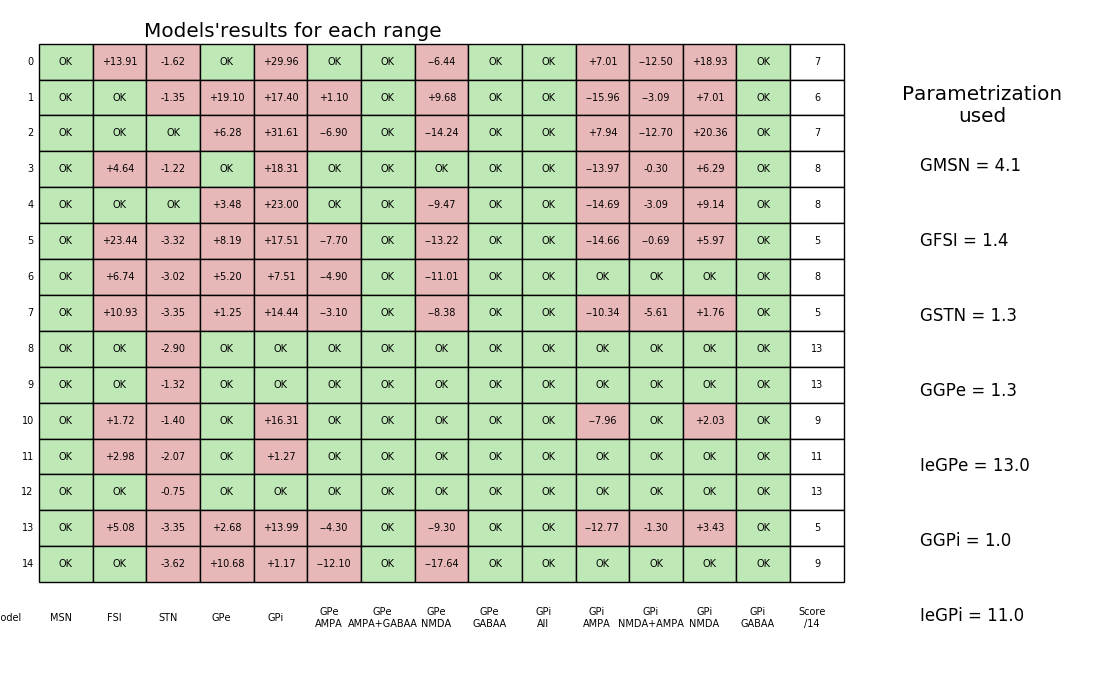 Models'results for each range
0 OK +13.91 -1.62 OK +29.96 OK OK −6.44 OK OK +7.01 −12.50 +18.93 OK 7
1 OK OK -1.35 +19.10 +17.40 +1.10 OK +9.68 OK OK −15.96 −3.09 +7.01 OK 6
2 OK OK OK +6.28 +31.61 −6.90 OK −14.24 OK OK +7.94 −12.70 +20.36 OK 7
3 OK +4.64 -1.22 OK +18.31 OK OK OK OK OK −13.97 -0.30 +6.29 OK 8
4 OK OK OK +3.48 +23.00 OK OK −9.47 OK OK −14.69 -3.09 +9.14 OK 8
5 OK +23.44 -3.32 +8.19 +17.51 −7.70 OK −13.22 OK OK −14.66 −0.69 +5.97 OK 5
6 OK +6.74 -3.02 +5.20 +7.51 −4.90 OK −11.01 OK OK OK OK OK OK 8
7 OK +10.93 -3.35 +1.25 +14.44 −3.10 OK −8.38 OK OK −10.34 -5.61 +1.76 OK 5
8 OK OK -2.90 OK OK OK OK OK OK OK OK OK OK OK 13
9 OK OK -1.32 OK OK OK OK OK OK OK OK OK OK OK 13
10 OK +1.72 -1.40 OK +16.31 OK OK OK OK OK −7.96 OK +2.03 OK 9
11 OK +2.98 -2.07 OK +1.27 OK OK OK OK OK OK OK OK OK 11
12 OK OK -0.75 OK OK OK OK OK OK OK OK OK OK OK 13
13 OK +5.08 -3.35 +2.68 +13.99 −4.30 OK −9.30 OK OK −12.77 -1.30 +3.43 OK 5
14 OK OK -3.62 +10.68 +1.17 −12.10 OK −17.64 OK OK OK OK OK OK 9
GPe GPe GPe GPe GPi GPi GPi GPi GPi Score
odel MSN FSI STN GPe GPi
AMPA AMPA+GABAA NMDA GABAA All AMPA NMDA+AMPA NMDA GABAA /14
Parametrization
used
GMSN = 4.1
GFSI = 1.4
GSTN = 1.3
GGPe = 1.3
IeGPe = 13.0
GGPi = 1.0
IeGPi = 11.0